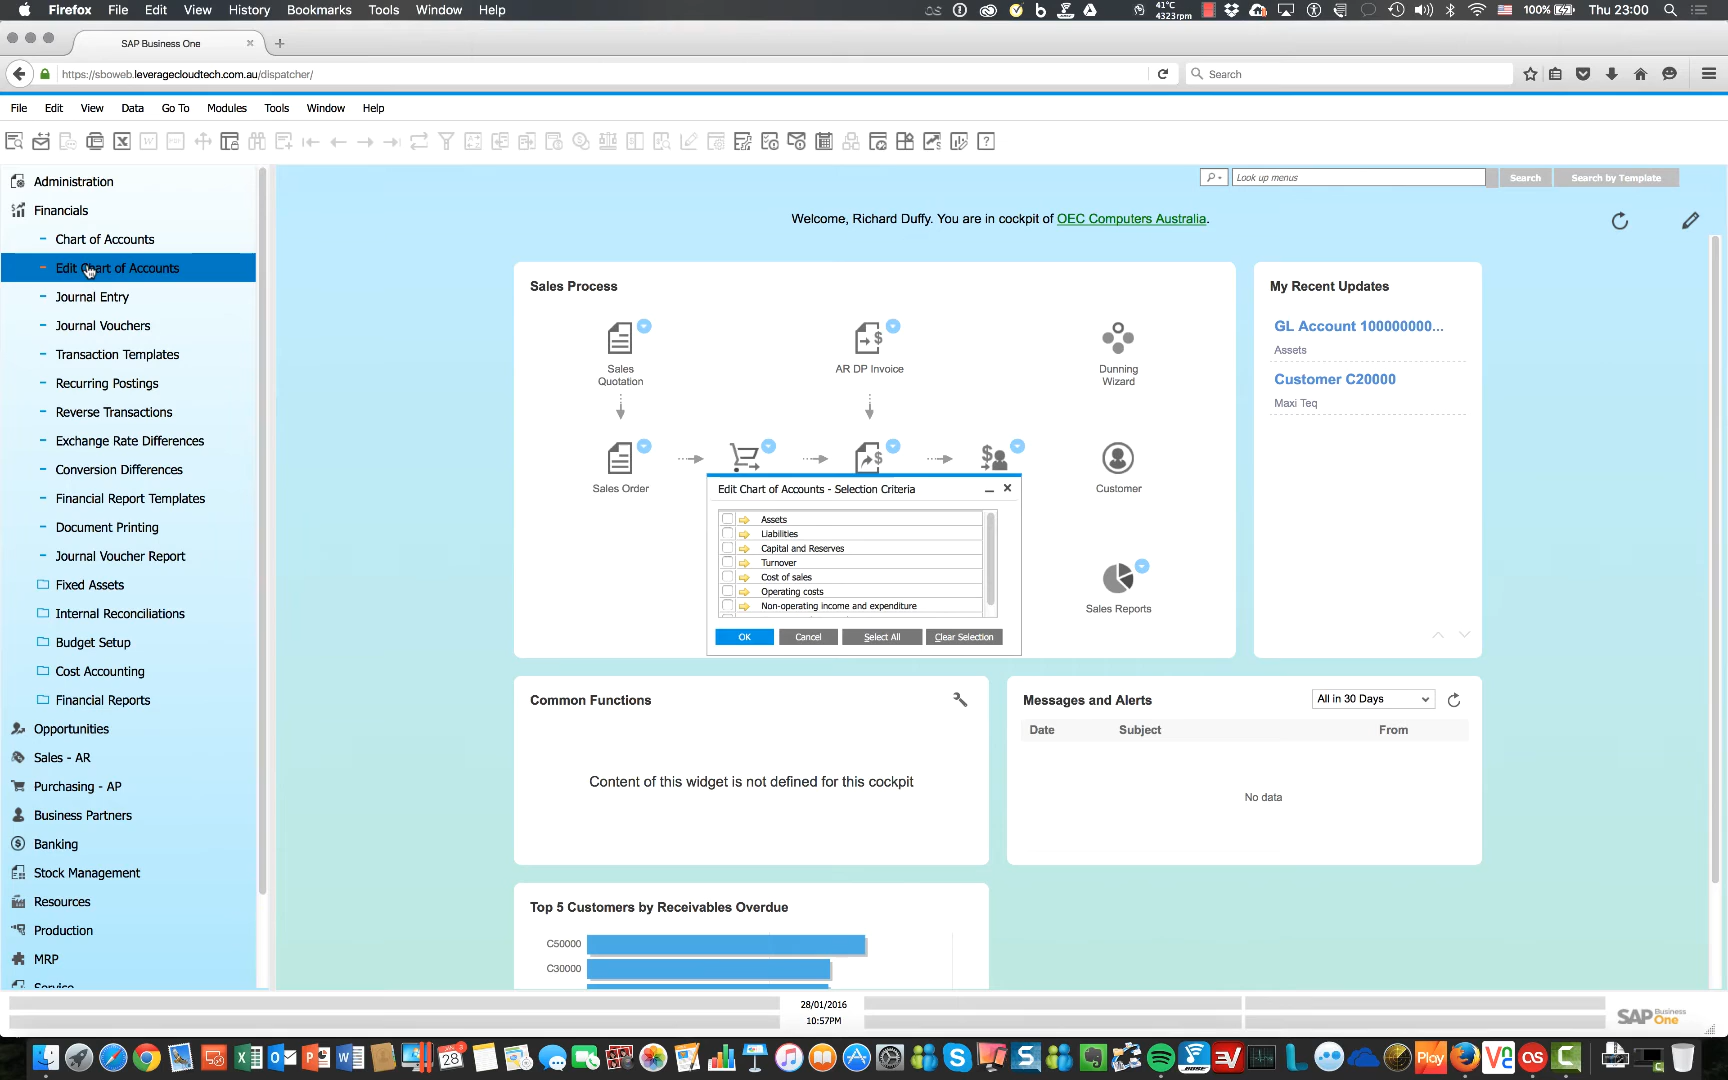 Firefox File Edit View History Bookmarks Tools Window Help
41°C
4323rpm
100%
Thu 23:00
SAP Business One
https://sboweb.leveragecloudtech.com.au/dispatcher/
Search
File Edit View Data Go To Modules Tools Window Help
Administration
Financials
Chart of Accounts
Edit Chart of Accounts
Journal Entry
Journal Vouchers
Transaction Templates
Recurring Postings
Reverse Transactions
Exchange Rate Differences
Conversion Differences
Financial Report Templates
Document Printing
Journal Voucher Report
Fixed Assets
Internal Reconciliations
Budget Setup
Cost Accounting
Financial Reports
Opportunities
Sales - AR
Purchasing - AP
Business Partners
Banking
Stock Management
Resources
Production
MRP
Service
Look up menus
Search
Search by Template
Welcome, Richard Duffy. You are in cockpit of OEC Computers Australia.
Sales Process
Sales
Quotation
AR DP Invoice
Dunning
Wizard
Sales Order
Customer
Sales Reports
Edit Chart of Accounts - Selection Criteria
Assets
Liabilities
Capital and Reserves
Turnover
Cost of sales
Operating costs
Non-operating income and expenditure
OK
Cancel
Select All
Clear Selection
My Recent Updates
GL Account 100000000...
Assets
Customer C20000
Maxi Teq
Common Functions
Content of this widget is not defined for this cockpit
Messages and Alerts
All in 30 Days
Date Subject From
No data
Top 5 Customers by Receivables Overdue
C50000
C30000
28/01/2016
10:57PM
SAP Business
One
28
Play